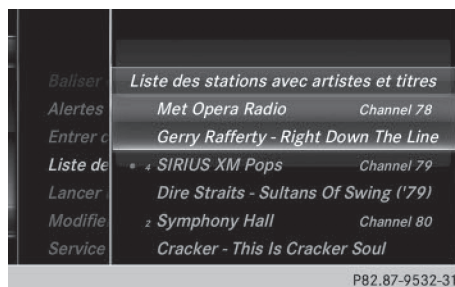 Liste des stations avec artistes et titres
Baliser
Alertes
Entrer c
Liste de
Lancer
Modifie
Service
Met Opera Radio Channel 78
Gerry Rafferty - Right Down The Line
4 SIRIUS XM Pops Channel 79
Dire Straits - Sultans Of Swing ('79)
2 Symphony Hall Channel 80
Cracker - This Is Cracker Soul
P82.87-9532-31